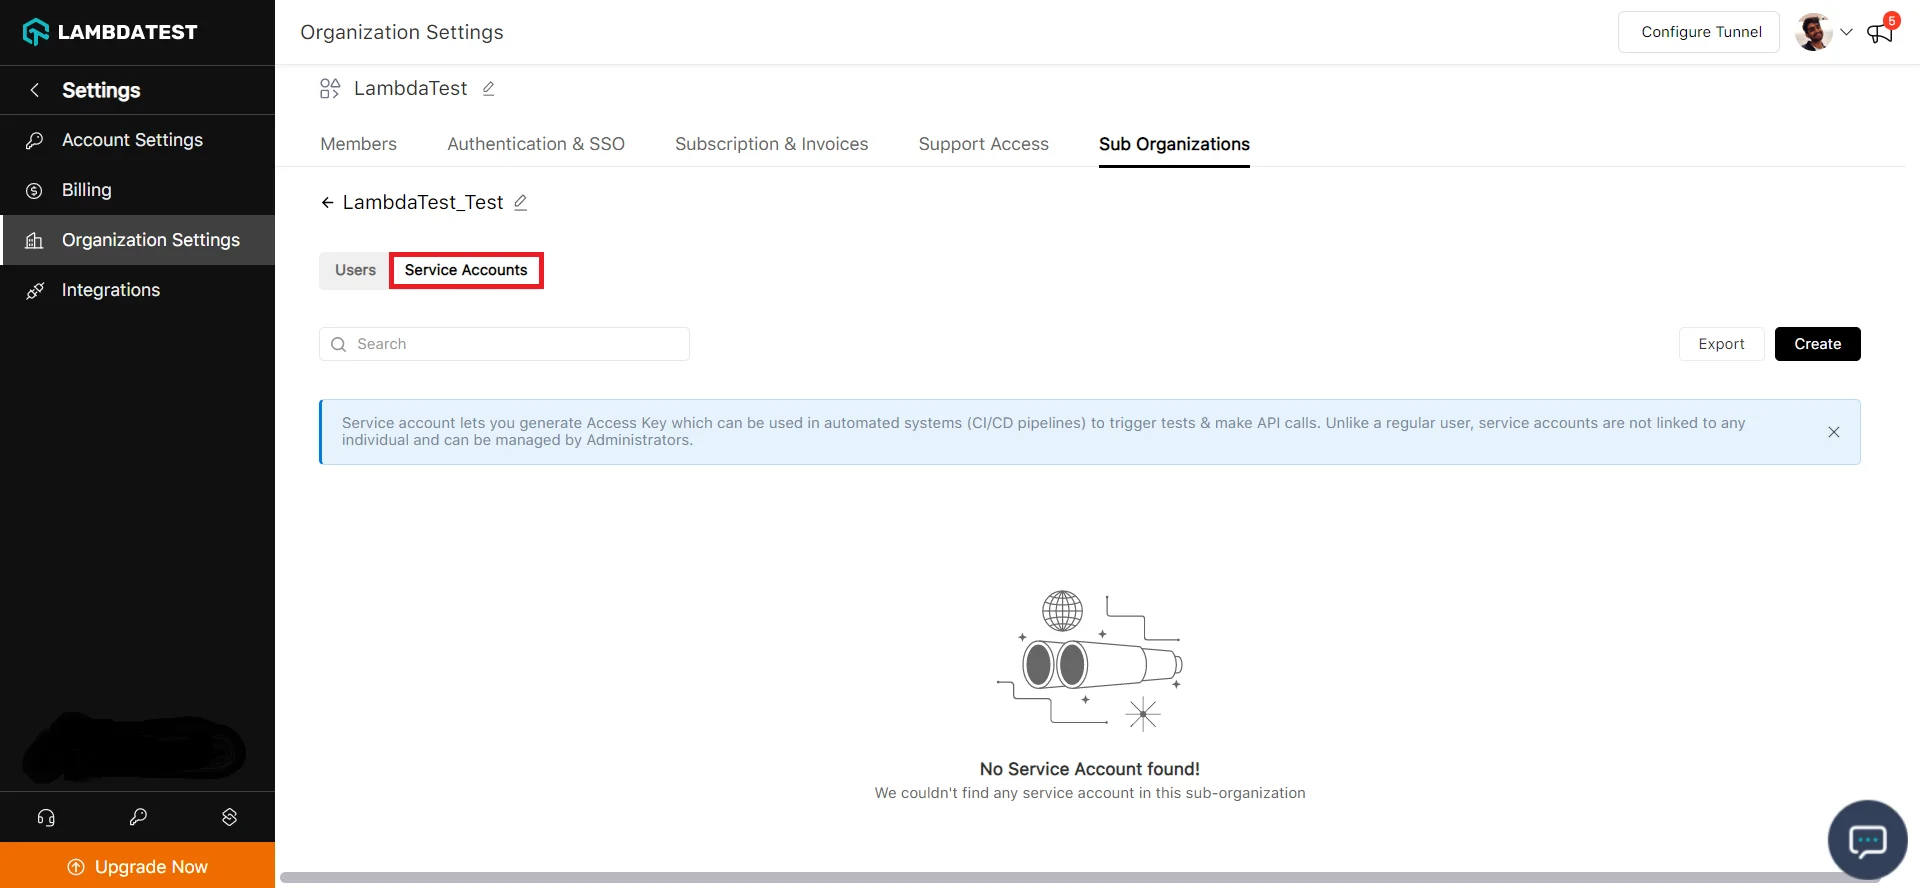 LAMBDATEST
Organization Settings
Configure Tunnel
5
Settings
Account Settings
Billing
Organization Settings
Integrations
Upgrade Now
LambdaTest
Members
Authentication & SSO
Subscription & Invoices
Support Access
Sub Organizations
LambdaTest_Test
Users
Service Accounts
Search
Export
Create
Service account lets you generate Access Key which can be used in automated systems (CI/CD pipelines) to trigger tests & make API calls. Unlike a regular user, service accounts are not linked to any
individual and can be managed by Administrators.
No Service Account found!
We couldn't find any service account in this sub-organization